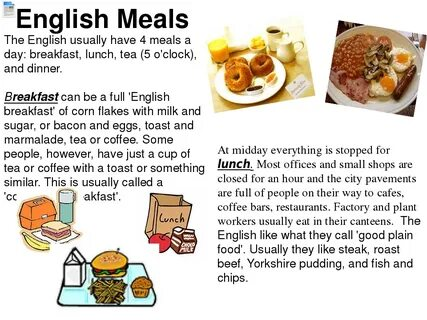 English Meals
The English usually have 4 meals a
day: breakfast, lunch, tea (5 o'clock),
and dinner.
Breakfast can be a full 'English
breakfast' of corn flakes with milk and
sugar, or bacon and eggs, toast and
marmalade, tea or coffee. Some
people, however, have just a cup of
tea or coffee with a toast or something
similar. This is usually called a
akfast'.
At midday everything is stopped for
lunch. Most offices and small shops are
closed for an hour and the city pavements
are full of people on their way to cafes,
coffee bars, restaurants. Factory and plant
workers usually eat in their canteens. The
English like what they call 'good plain
food'. Usually they like steak, roast
beef, Yorkshire pudding, and fish and
chips.
Lunch
CHOCO
MILK